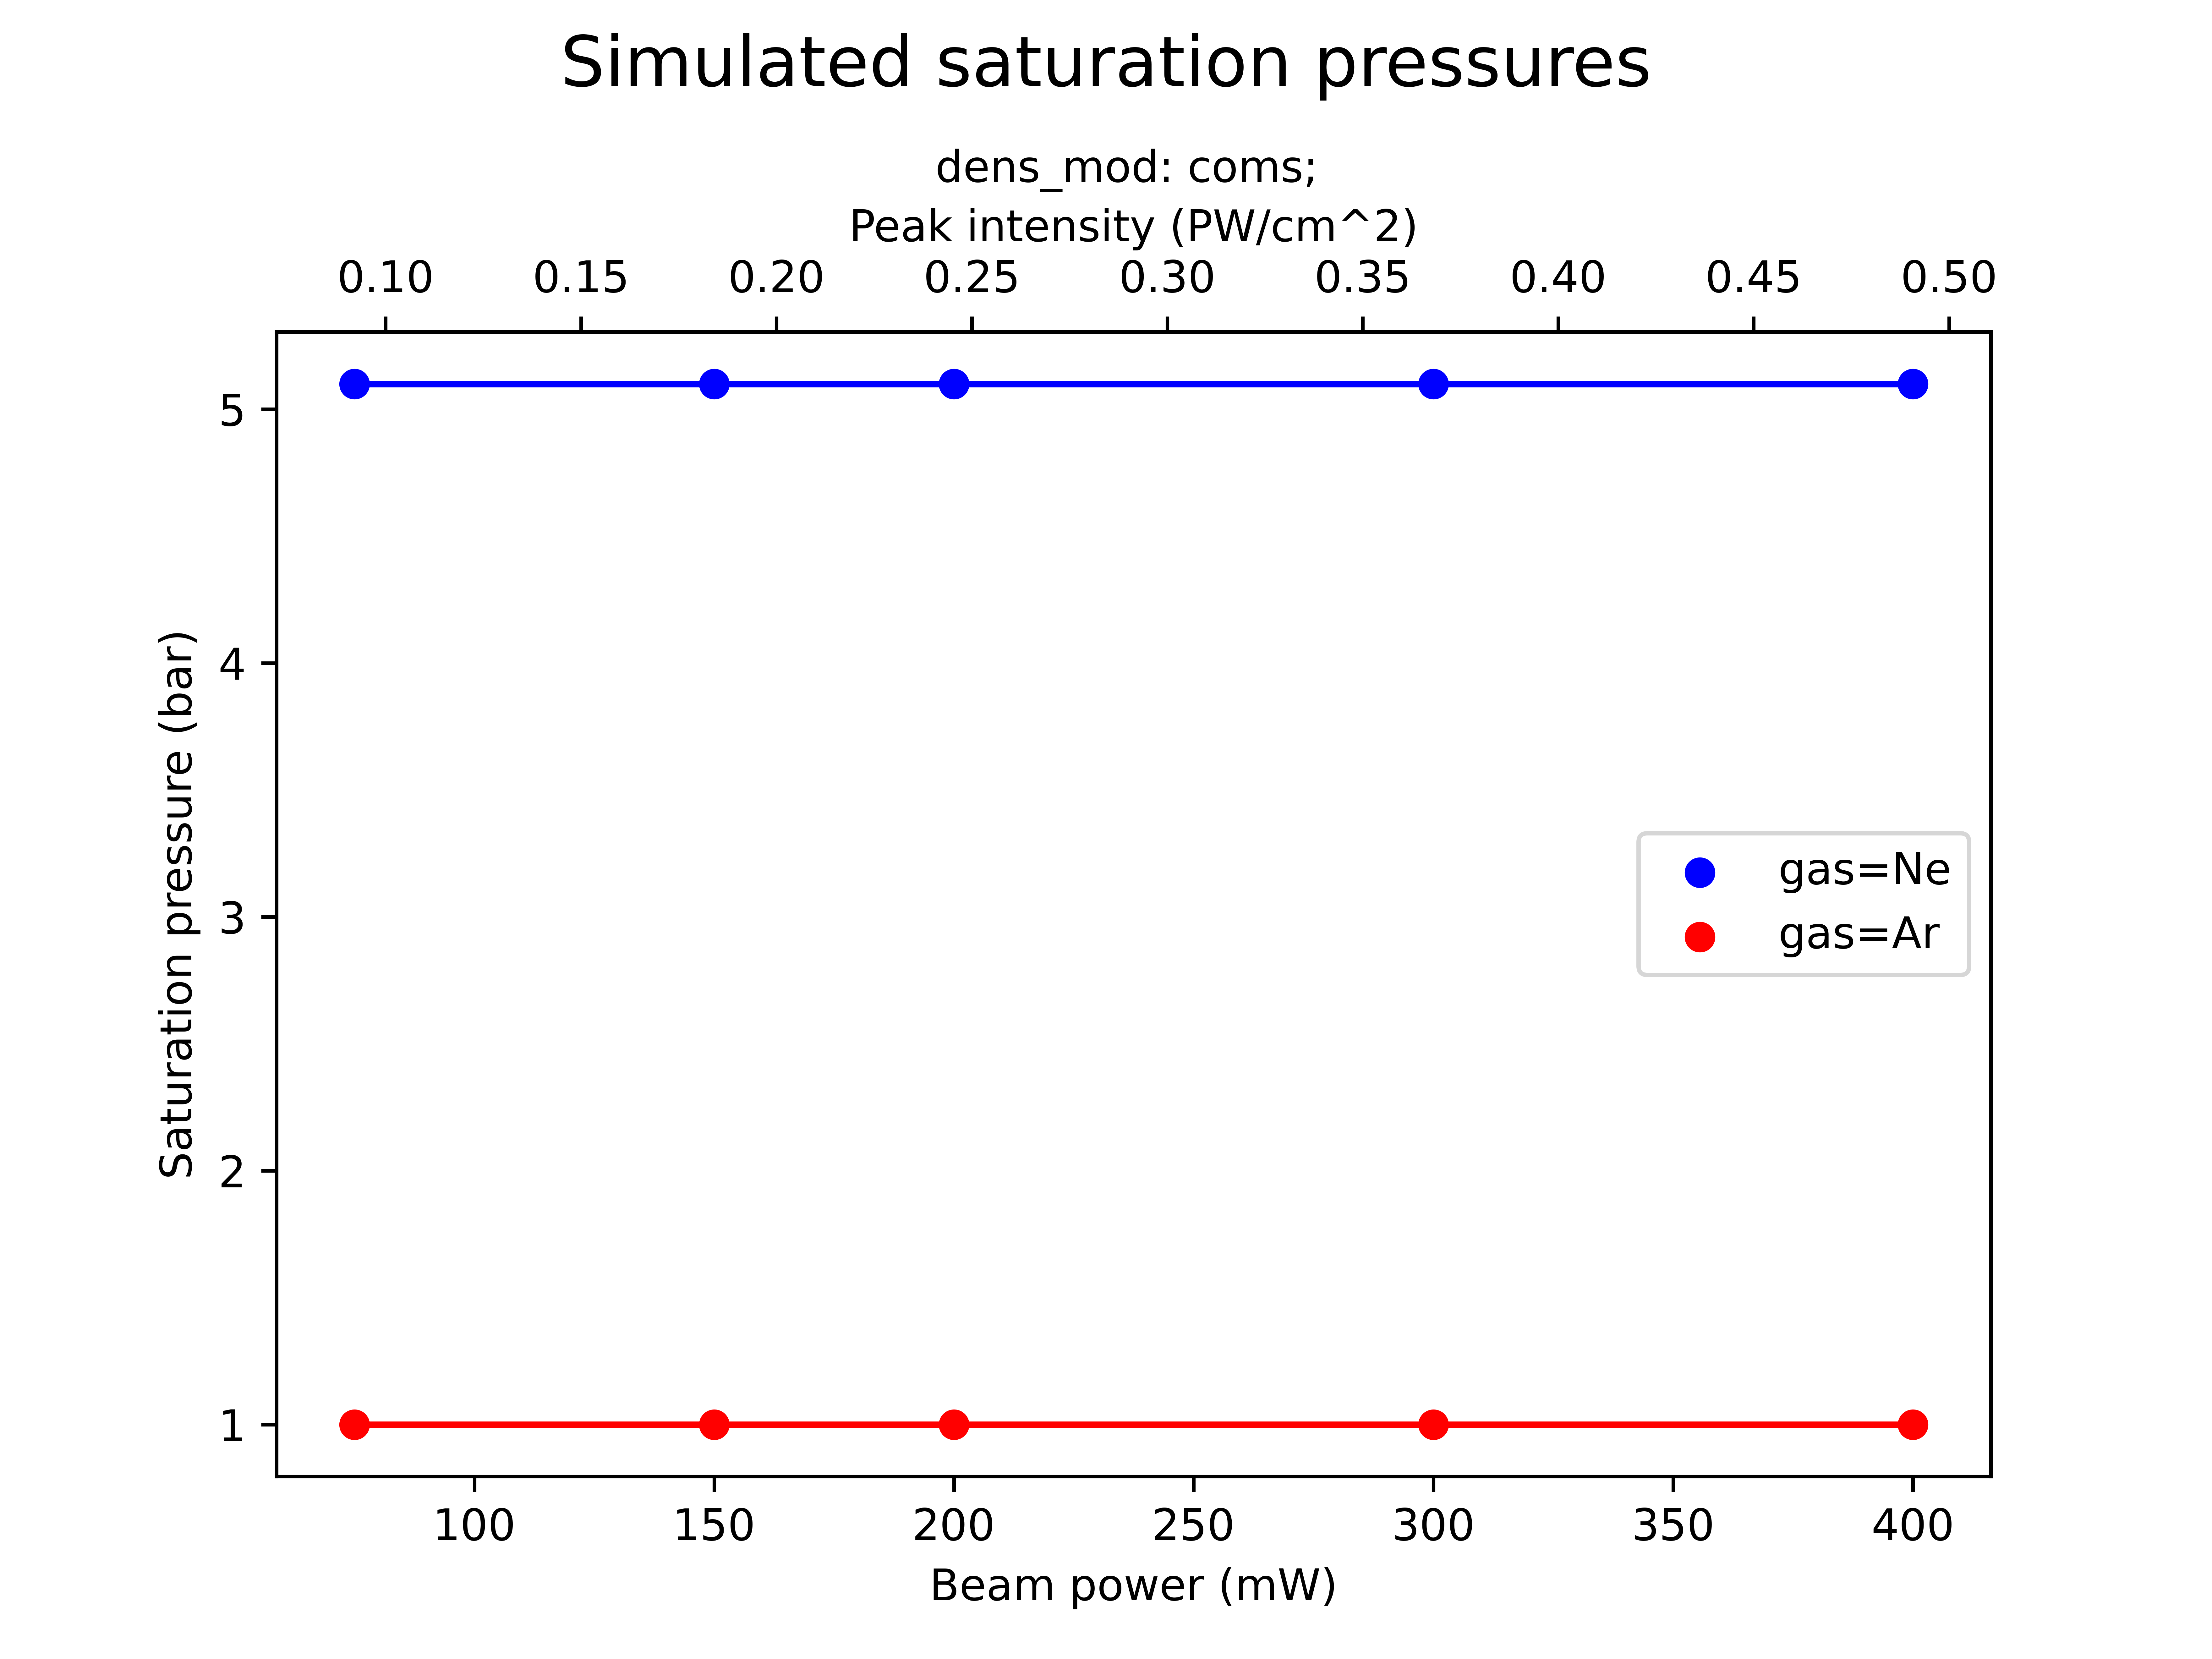 Simulated saturation pressures
dens_mod: coms;
Peak intensity (PW/cm^2)
0.10 0.15 0.20 0.25 0.30 0.35 0.40 0.45 0.50
Saturation pressure (bar)
5
4
3
2
1
gas=Ne
gas=Ar
100 150 200 250 300 350 400
Beam power (mW)